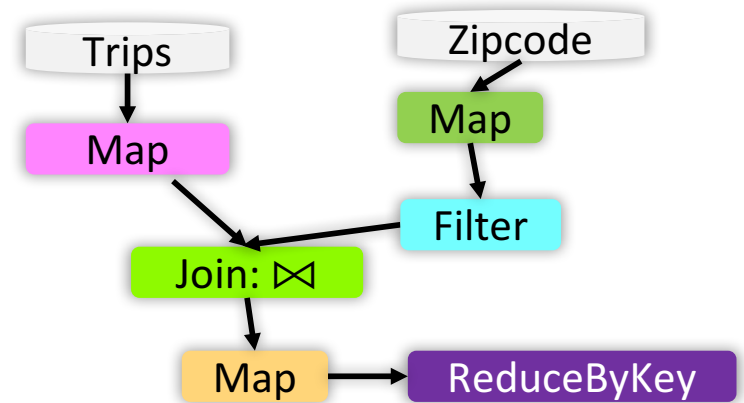 Trips
Zipcode
Map
Map
Filter
Join: ⋈
Map
ReduceByKey